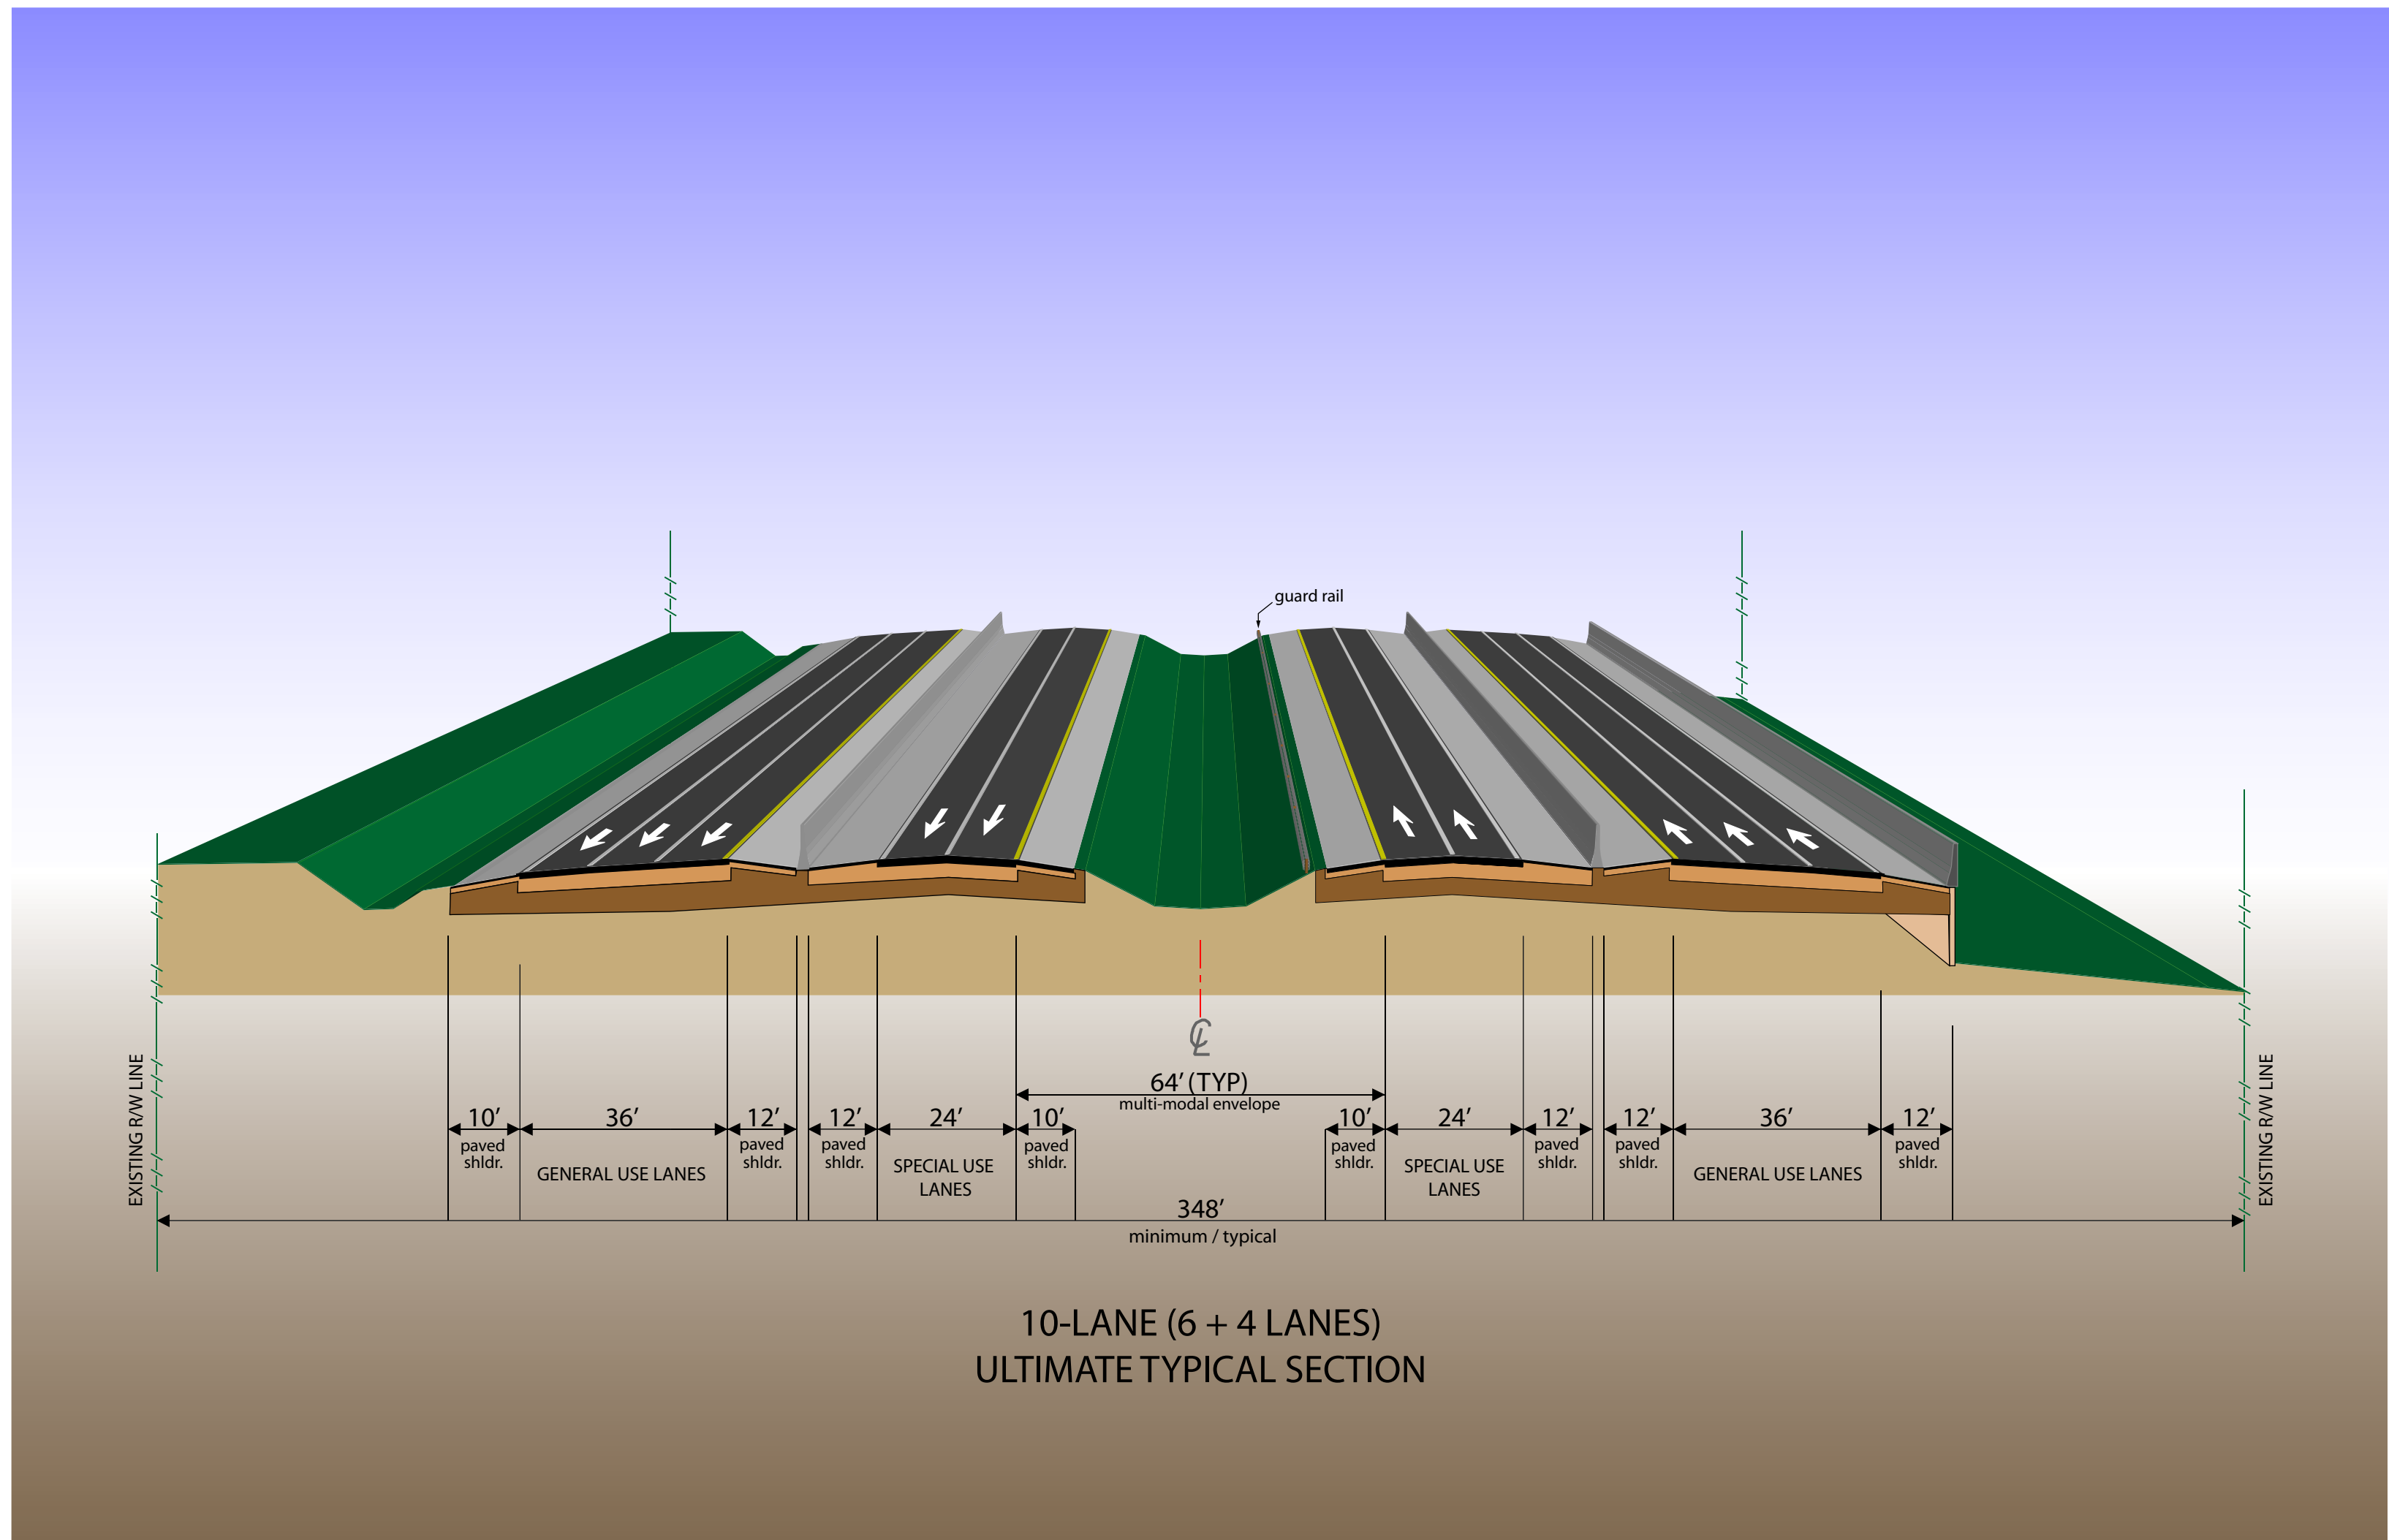 guard rail
EXISTING R/W LINE
EXISTING R/W LINE
℄
64’ (TYP)
multi-modal envelope
10’
36’
12’
12’
24’
10’
10’
24’
12’
12’
36’
12’
paved
shldr.
GENERAL USE LANES
paved
shldr.
paved
shldr.
SPECIAL USE
LANES
paved
shldr.
paved
shldr.
SPECIAL USE
LANES
paved
shldr.
paved
shldr.
GENERAL USE LANES
paved
shldr.
348’
minimum / typical
10-LANE (6 + 4 LANES)
ULTIMATE TYPICAL SECTION